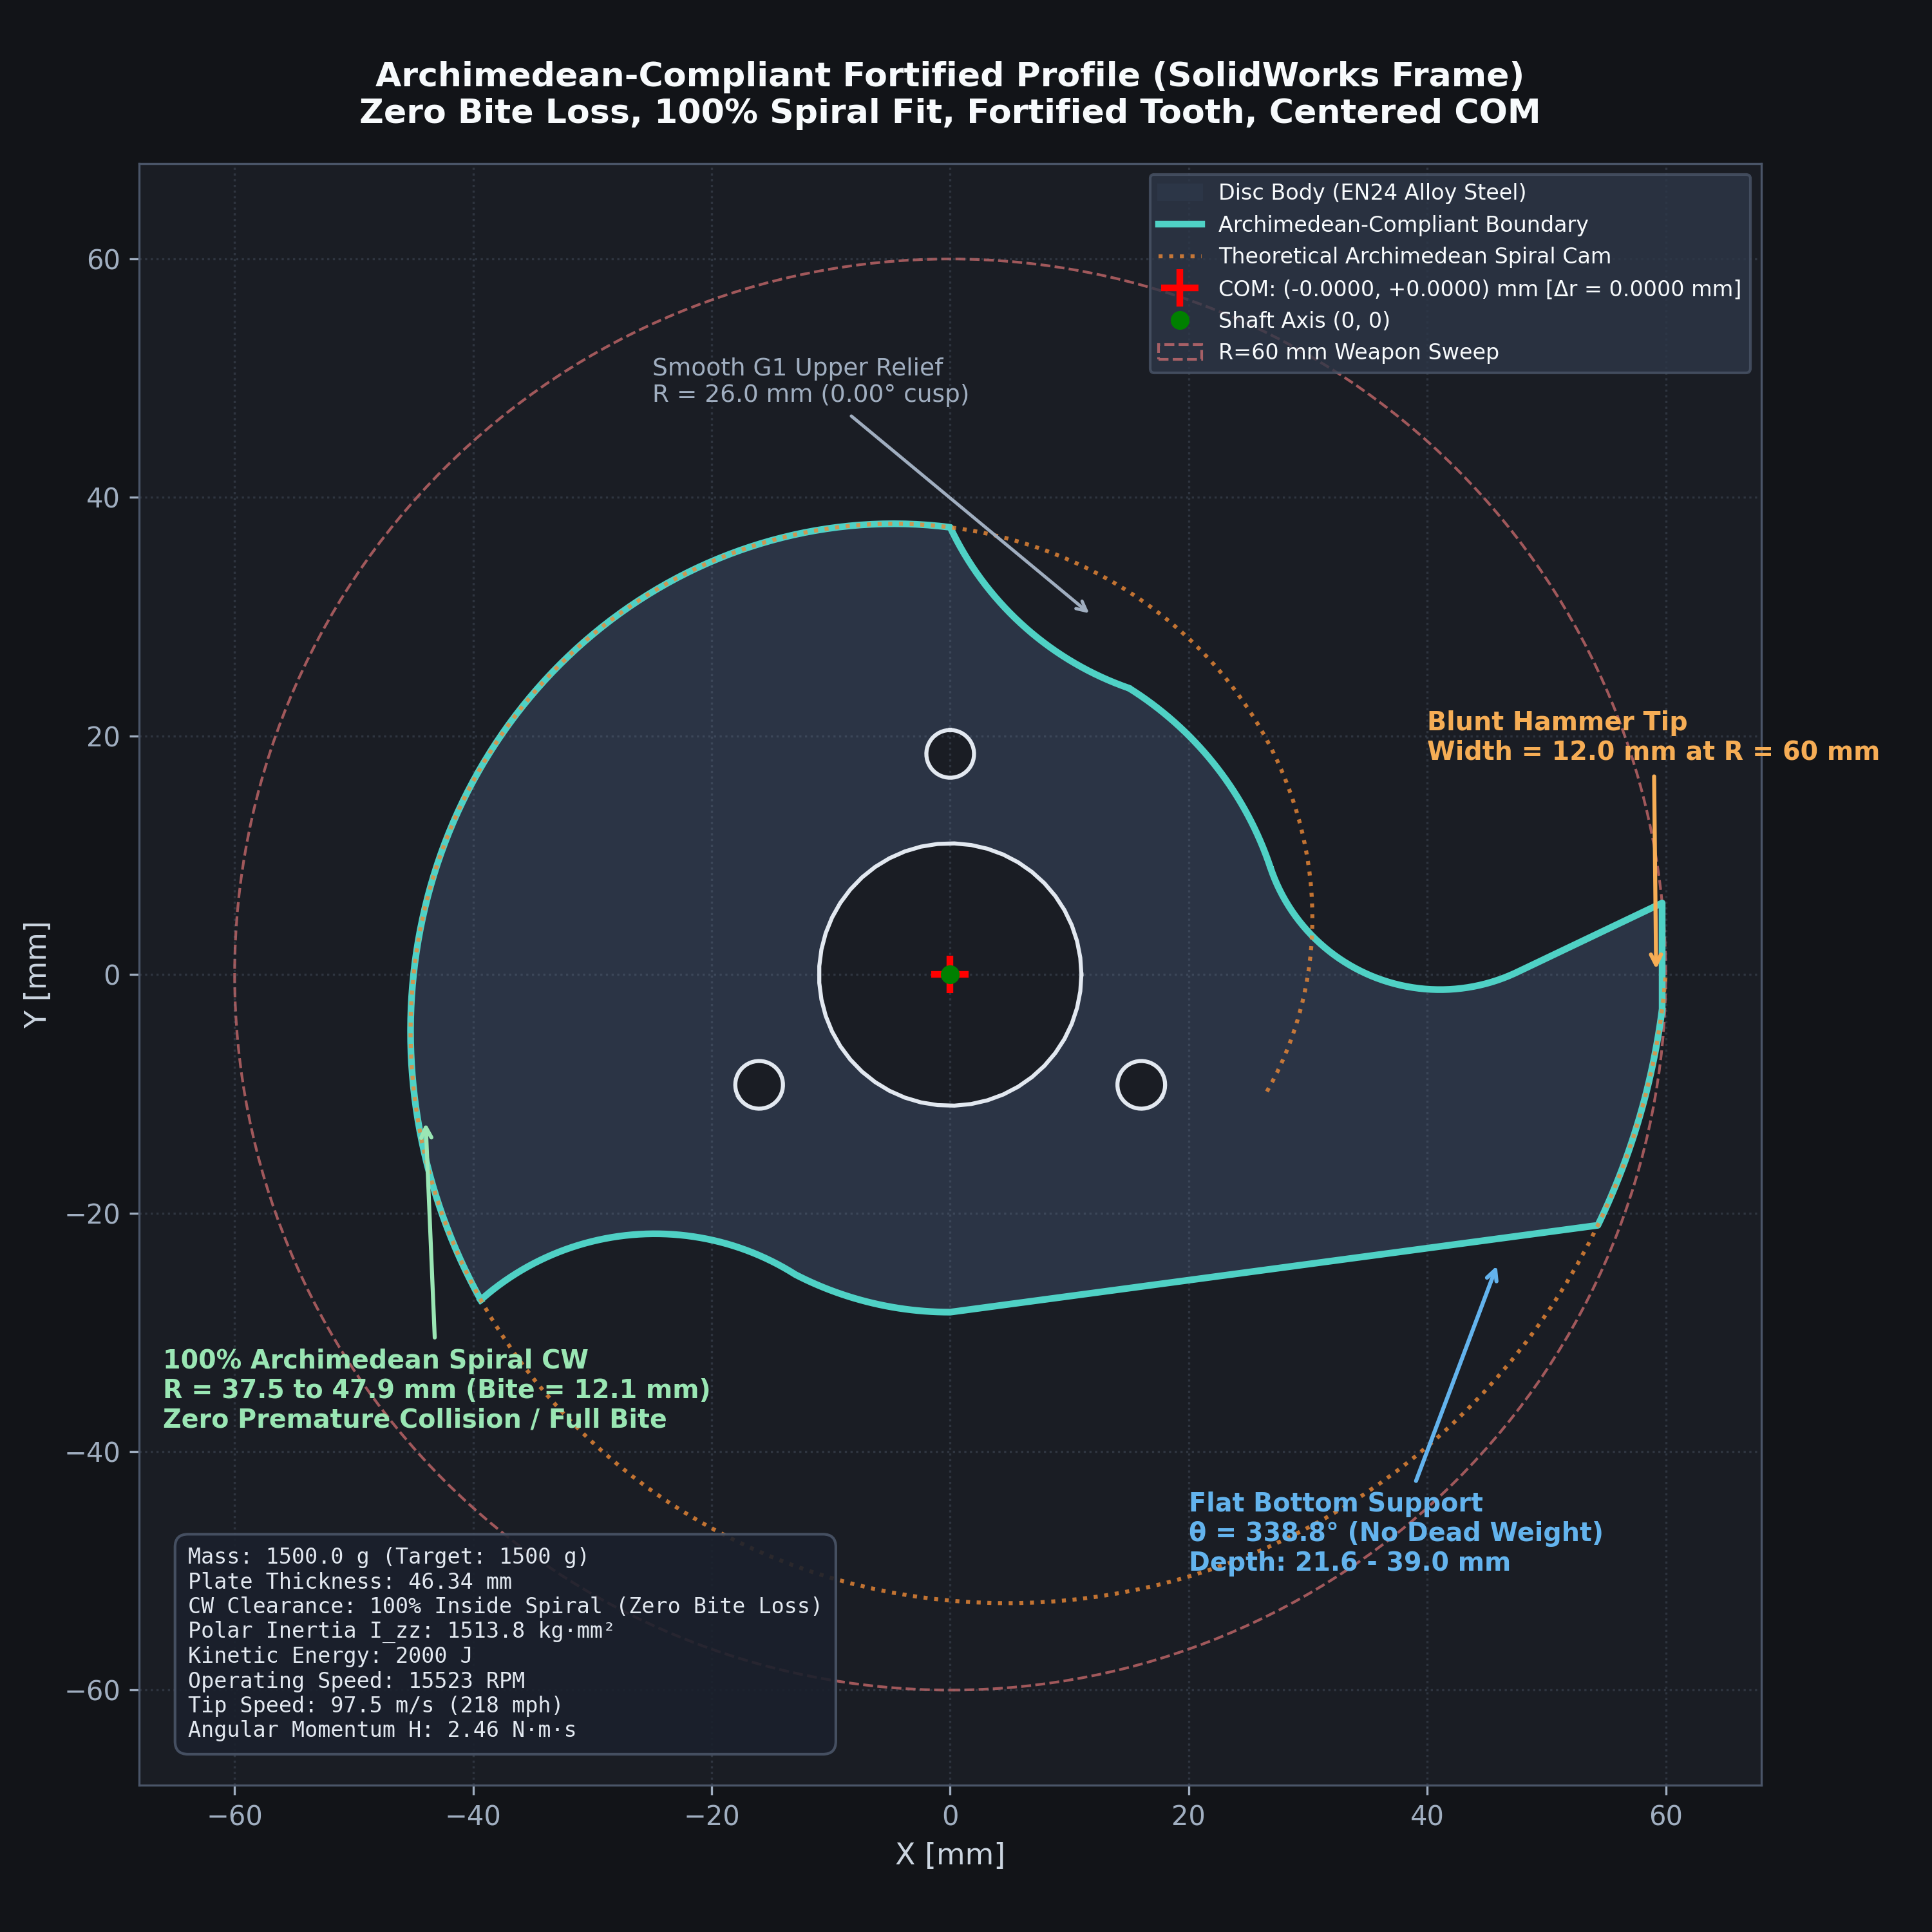 Archimedean-Compliant Fortified Profile (SolidWorks Frame)
Zero Bite Loss, 100% Spiral Fit, Fortified Tooth, Centered COM
Disc Body (EN24 Alloy Steel)
Archimedean-Compliant Boundary
Theoretical Archimedean Spiral Cam
COM: (-0.0000, +0.0000) mm [Δr = 0.0000 mm]
Shaft Axis (0, 0)
R=60 mm Weapon Sweep
Smooth G1 Upper Relief
R = 26.0 mm (0.00° cusp)
Blunt Hammer Tip
Width = 12.0 mm at R = 60 mm
100% Archimedean Spiral CW
R = 37.5 to 47.9 mm (Bite = 12.1 mm)
Zero Premature Collision / Full Bite
Flat Bottom Support
θ = 338.8° (No Dead Weight)
Depth: 21.6 - 39.0 mm
Mass: 1500.0 g (Target: 1500 g)
Plate Thickness: 46.34 mm
CW Clearance: 100% Inside Spiral (Zero Bite Loss)
Polar Inertia I_zz: 1513.8 kg·mm²
Kinetic Energy: 2000 J
Operating Speed: 15523 RPM
Tip Speed: 97.5 m/s (218 mph)
Angular Momentum H: 2.46 N·m·s
60
40
20
0
−20
−40
−60
Y [mm]
−60
−40
−20
0
20
40
60
X [mm]